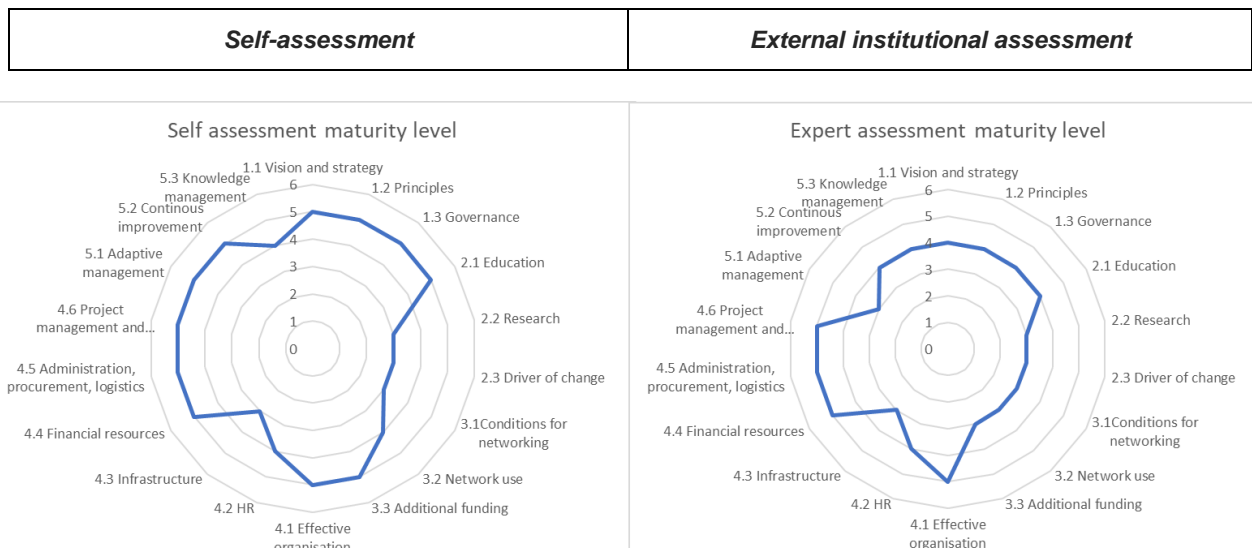 Self-assessment
External institutional assessment
Self assessment maturity level
1.1 Vision and strategy
1.2 Principles
1.3 Governance
2.1 Education
2.2 Research
2.3 Driver of change
3.1Conditions for
networking
3.2 Network use
3.3 Additional funding
4.1 Effective
organisation
4.2 HR
4.3 Infrastructure
4.4 Financial resources
4.5 Administration,
procurement, logistics
4.6 Project
management and...
5.1 Adaptive
management
5.2 Continous
improvement
5.3 Knowledge
management
6
5
4
3
2
1
0
Expert assessment maturity level
1.1 Vision and strategy
1.2 Principles
1.3 Governance
2.1 Education
2.2 Research
2.3 Driver of change
3.1Conditions for
networking
3.2 Network use
3.3 Additional funding
4.1 Effective
organisation
4.2 HR
4.3 Infrastructure
4.4 Financial resources
4.5 Administration,
procurement, logistics
4.6 Project
management and...
5.1 Adaptive
management
5.2 Continous
improvement
5.3 Knowledge
management
6
5
4
3
2
1
0